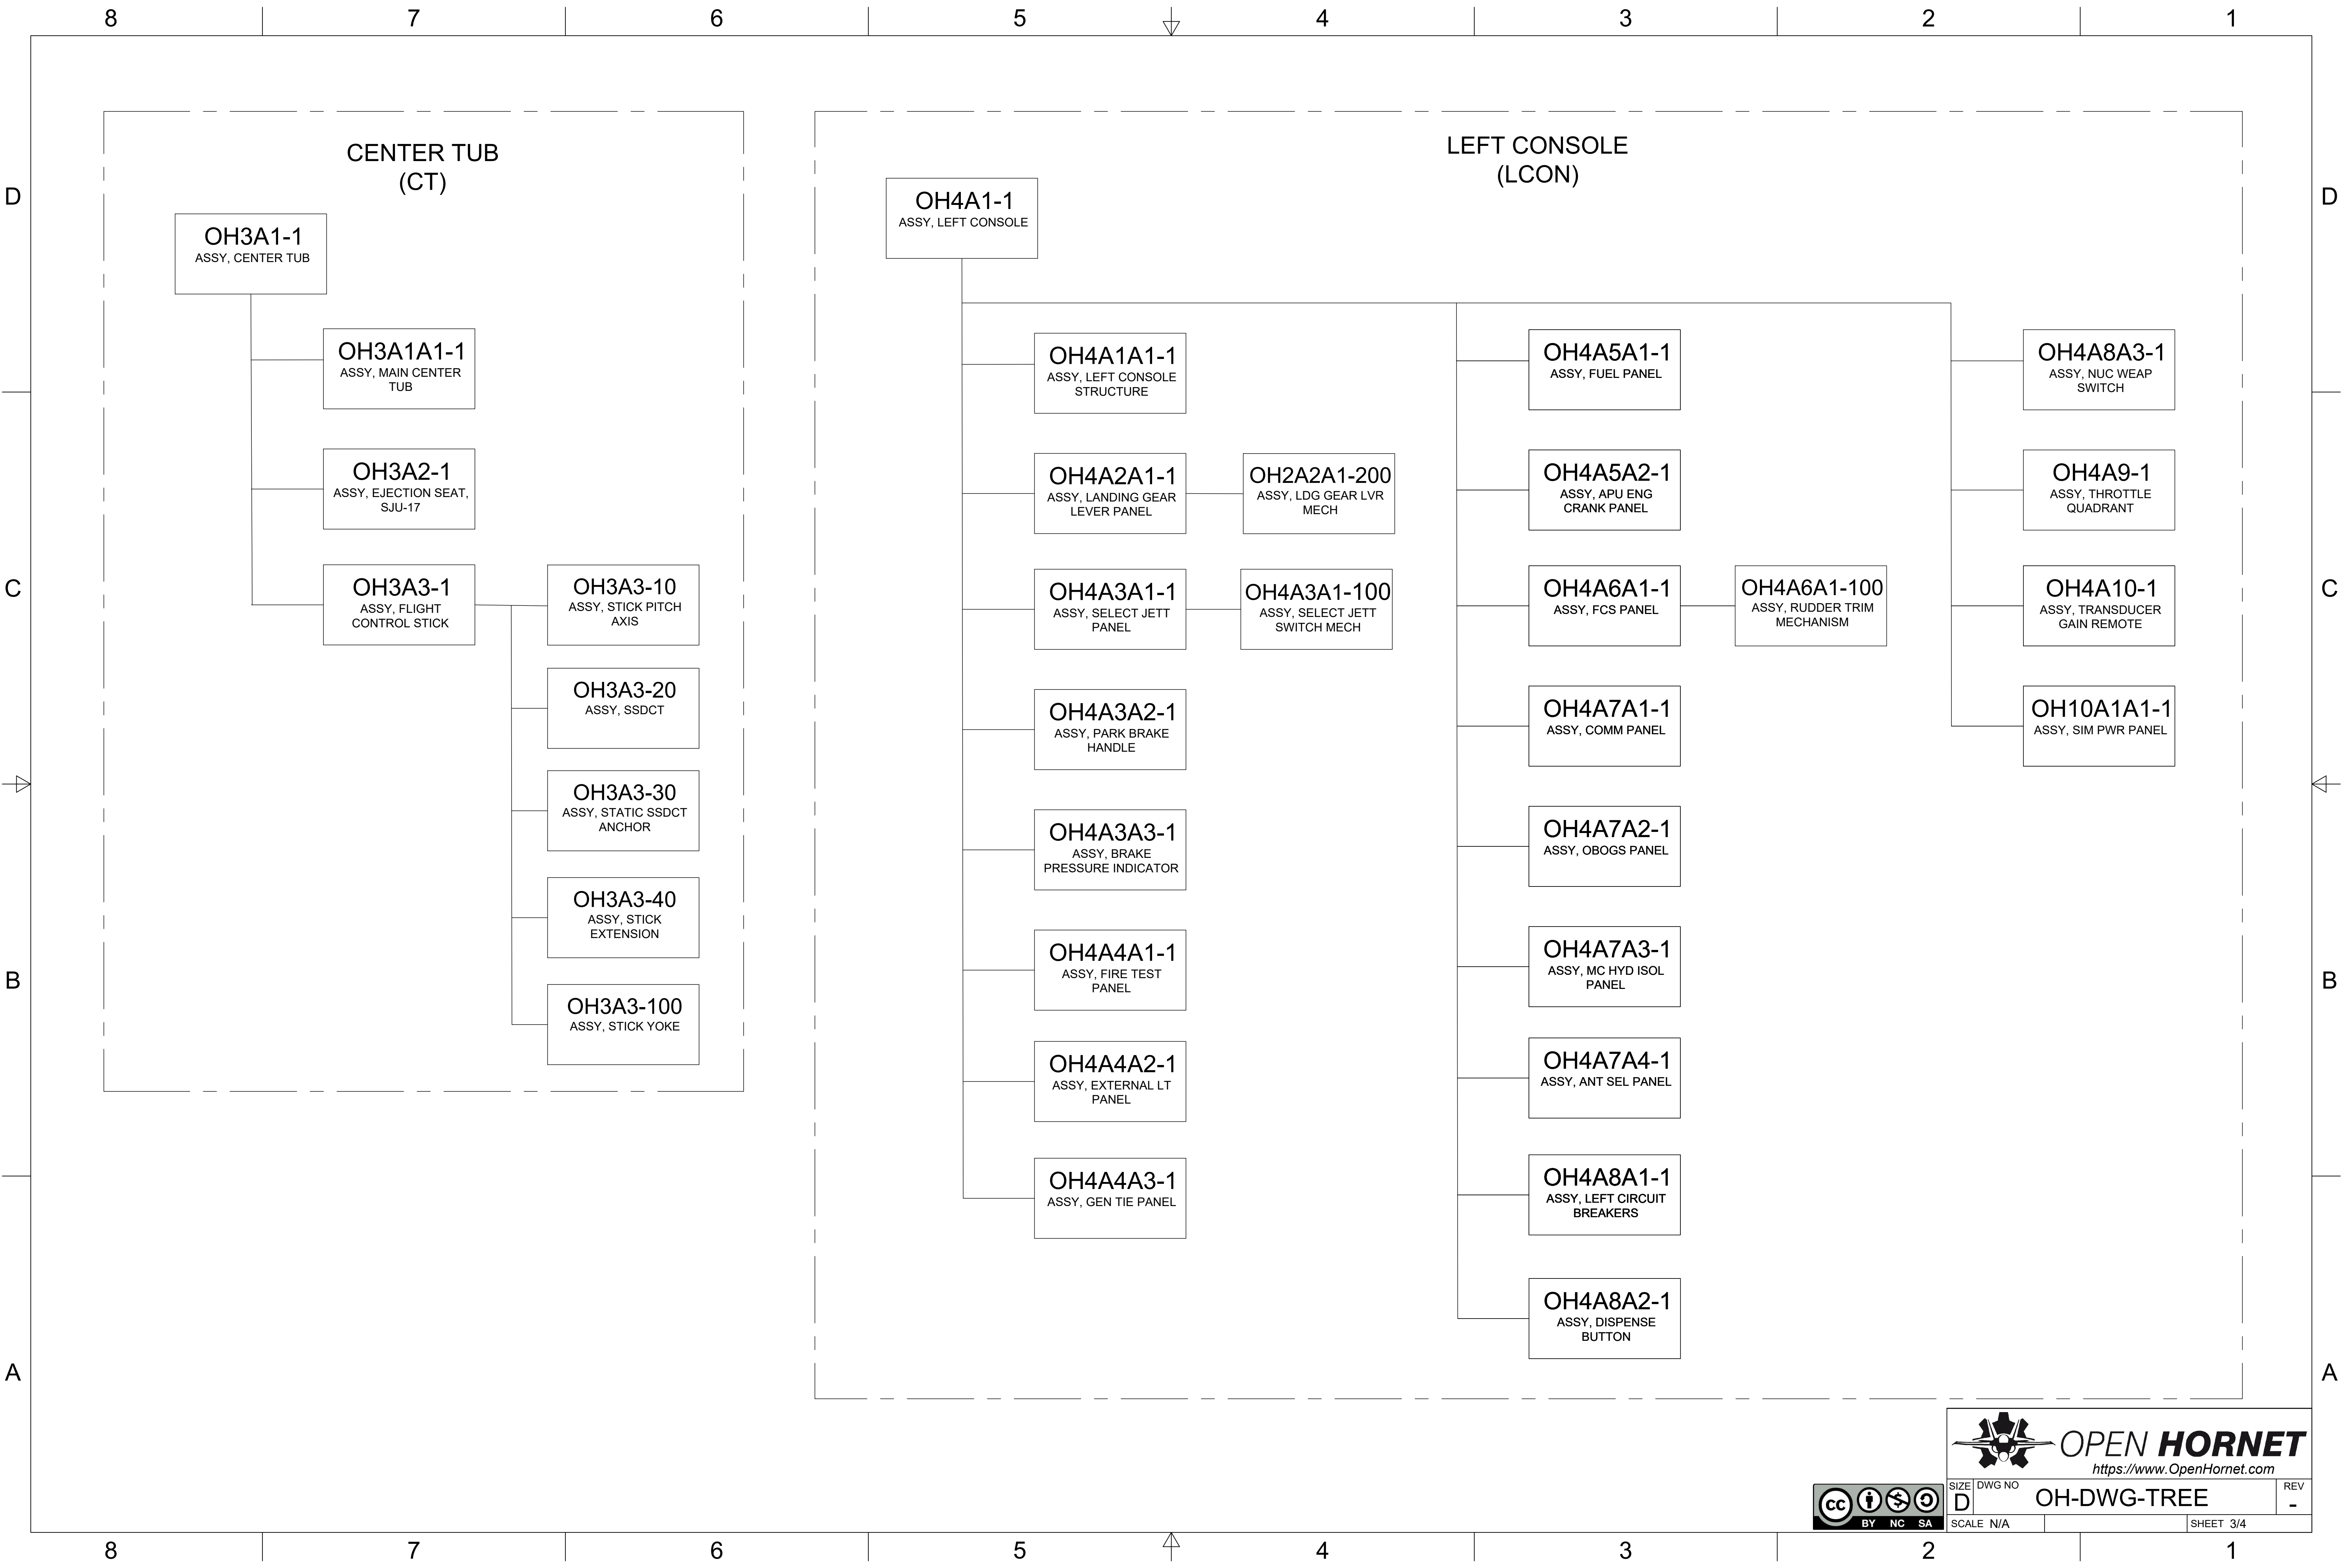 8 7 6 5 4 3 2 1
D
D
C
C
B
B
A
A
CENTER TUB
(CT)
OH3A1-1
ASSY, CENTER TUB
OH3A1A1-1
ASSY, MAIN CENTER
TUB
OH3A2-1
ASSY, EJECTION SEAT,
SJU-17
OH3A3-1
ASSY, FLIGHT
CONTROL STICK
OH3A3-10
ASSY, STICK PITCH
AXIS
OH3A3-20
ASSY, SSDCT
OH3A3-30
ASSY, STATIC SSDCT
ANCHOR
OH3A3-40
ASSY, STICK
EXTENSION
OH3A3-100
ASSY, STICK YOKE
LEFT CONSOLE
(LCON)
OH4A1-1
ASSY, LEFT CONSOLE
OH4A1A1-1
ASSY, LEFT CONSOLE
STRUCTURE
OH4A2A1-1
ASSY, LANDING GEAR
LEVER PANEL
OH2A2A1-200
ASSY, LDG GEAR LVR
MECH
OH4A3A1-1
ASSY, SELECT JETT
PANEL
OH4A3A1-100
ASSY, SELECT JETT
SWITCH MECH
OH4A3A2-1
ASSY, PARK BRAKE
HANDLE
OH4A3A3-1
ASSY, BRAKE
PRESSURE INDICATOR
OH4A4A1-1
ASSY, FIRE TEST
PANEL
OH4A4A2-1
ASSY, EXTERNAL LT
PANEL
OH4A4A3-1
ASSY, GEN TIE PANEL
OH4A5A1-1
ASSY, FUEL PANEL
OH4A5A2-1
ASSY, APU ENG
CRANK PANEL
OH4A6A1-1
ASSY, FCS PANEL
OH4A6A1-100
ASSY, RUDDER TRIM
MECHANISM
OH4A7A1-1
ASSY, COMM PANEL
OH4A7A2-1
ASSY, OBOGS PANEL
OH4A7A3-1
ASSY, MC HYD ISOL
PANEL
OH4A7A4-1
ASSY, ANT SEL PANEL
OH4A8A1-1
ASSY, LEFT CIRCUIT
BREAKERS
OH4A8A2-1
ASSY, DISPENSE
BUTTON
OH4A8A3-1
ASSY, NUC WEAP
SWITCH
OH4A9-1
ASSY, THROTTLE
QUADRANT
OH4A10-1
ASSY, TRANSDUCER
GAIN REMOTE
OH10A1A1-1
ASSY, SIM PWR PANEL
OPEN HORNET
https://www.OpenHornet.com
cc BY NC SA
SIZE
D
DWG NO
OH-DWG-TREE
REV
-
SCALE N/A
SHEET 3/4
8 7 6 5 4 3 2 1